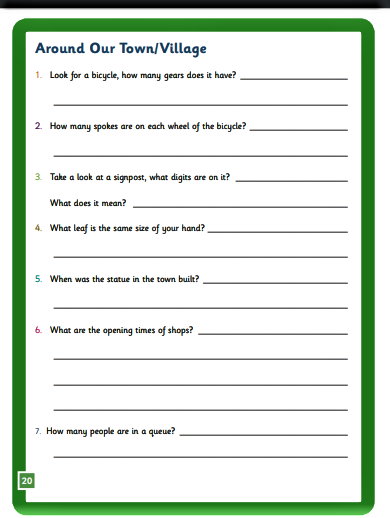 Around Our Town/Village
1. Look for a bicycle, how many gears does it have?
2. How many spokes are on each wheel of the bicycle?
3. Take a look at a signpost, what digits are on it?
What does it mean?
4. What leaf is the same size of your hand?
5. When was the statue in the town built?
6. What are the opening times of shops?
7. How many people are in a queue?
20